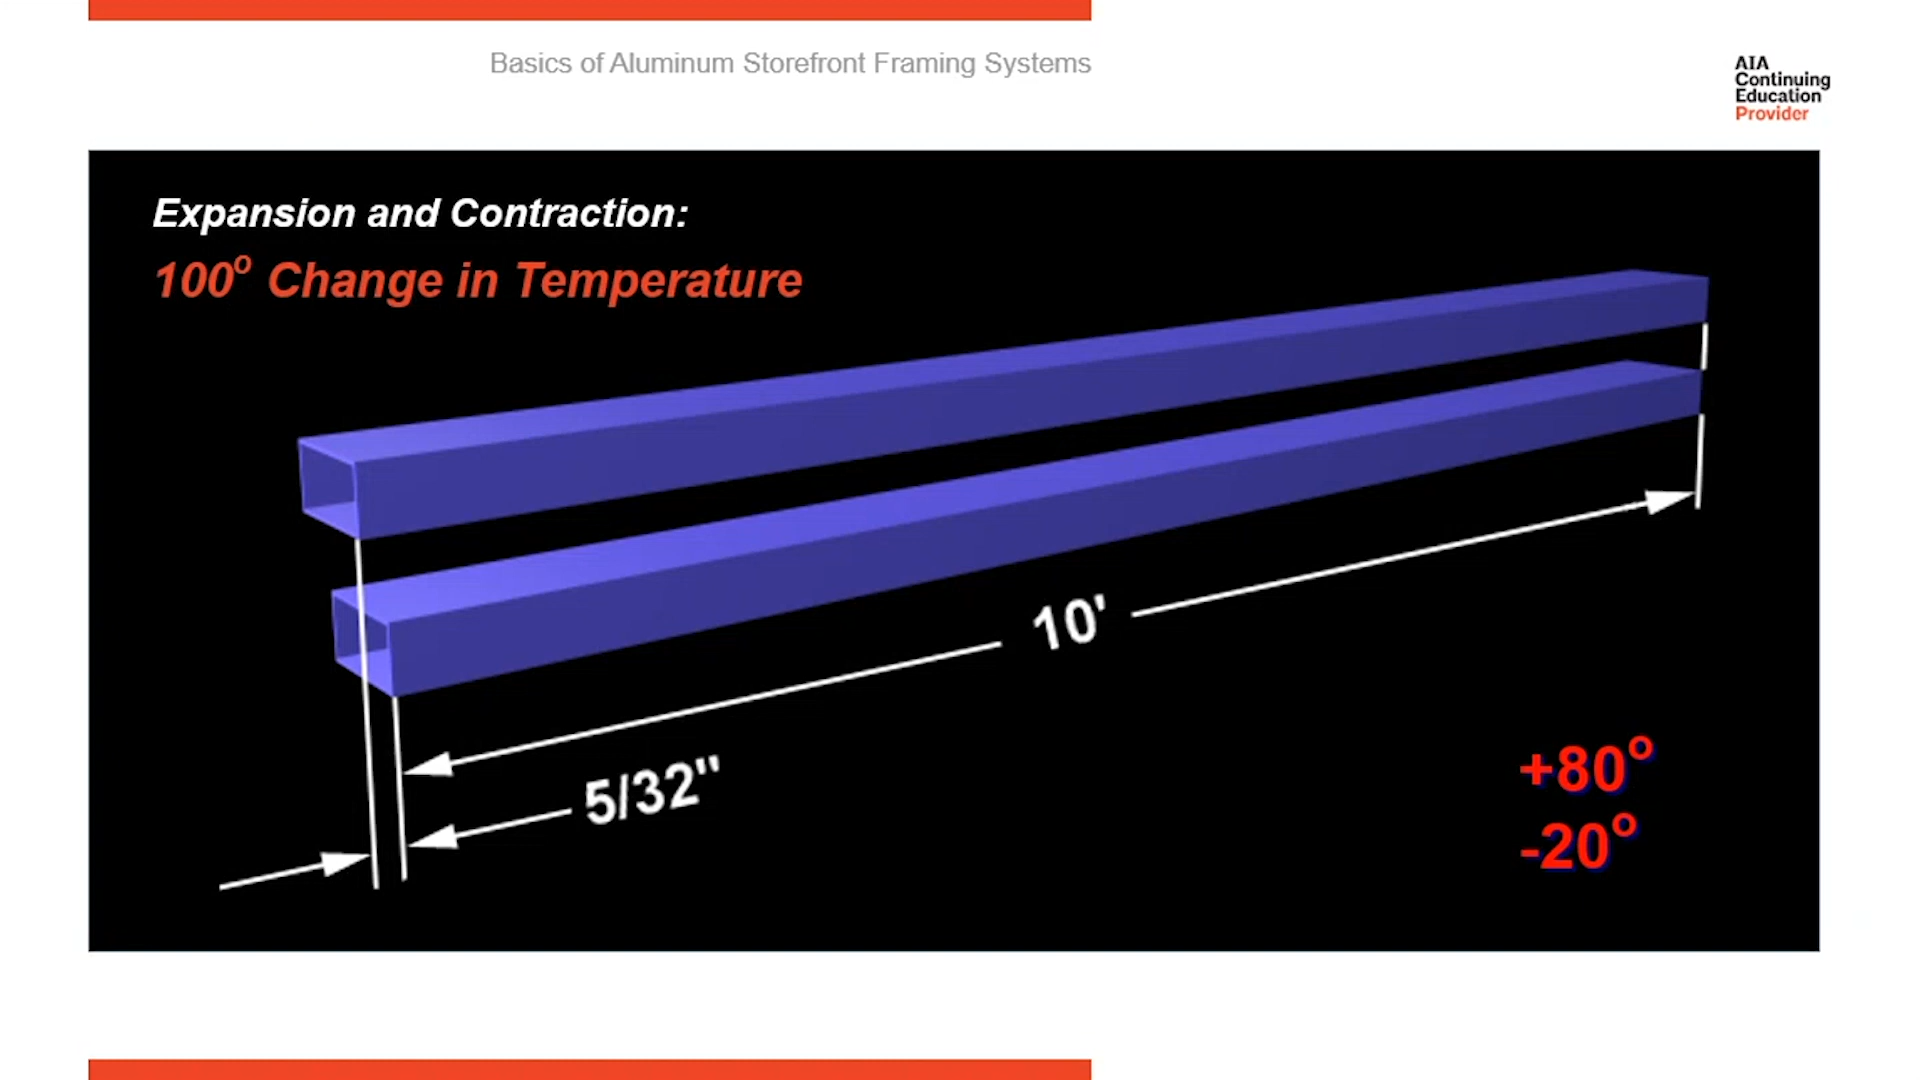 Basics of Aluminum Storefront Framing Systems
AIA
Continuing
Education
Provider
Expansion and Contraction:
100° Change in Temperature
10'
5/32"
+80°
-20°